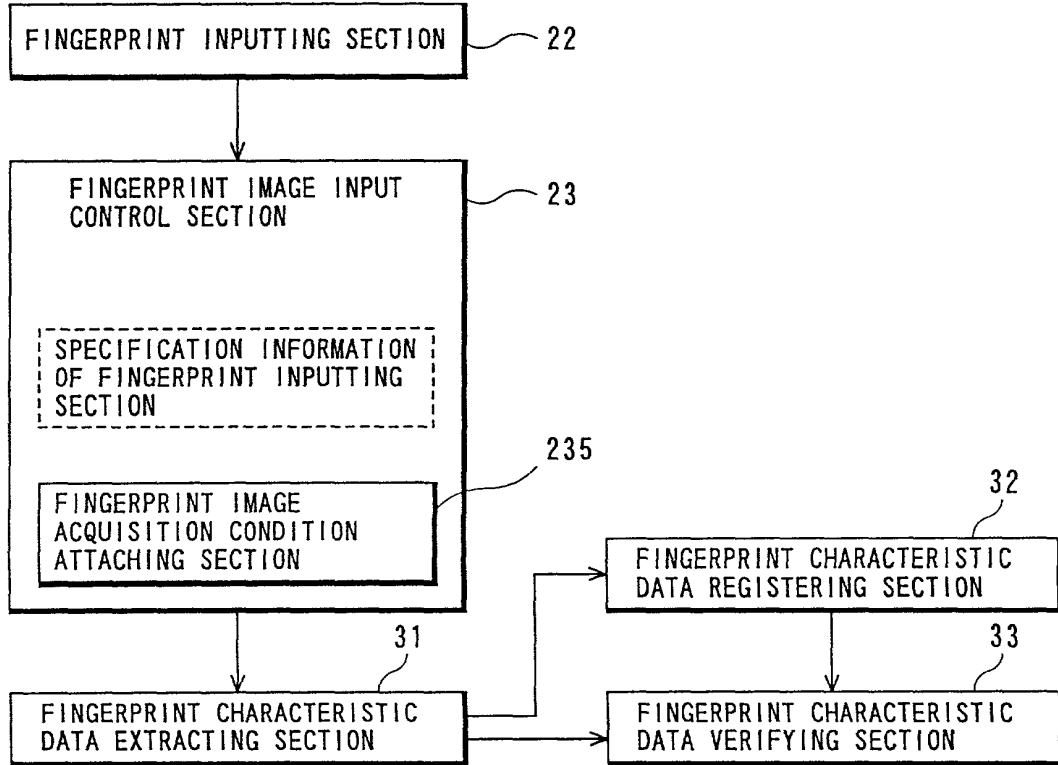 FINGERPRINT INPUTTING SECTION
22
FINGERPRINT IMAGE INPUT
CONTROL SECTION
23
SPECIFICATION INFORMATION
OF FINGERPRINT INPUTTING
SECTION
235
FINGERPRINT IMAGE
ACQUISITION CONDITION
ATTACHING SECTION
32
FINGERPRINT CHARACTERISTIC
DATA REGISTERING SECTION
31
FINGERPRINT CHARACTERISTIC
DATA EXTRACTING SECTION
33
FINGERPRINT CHARACTERISTIC
DATA VERIFYING SECTION